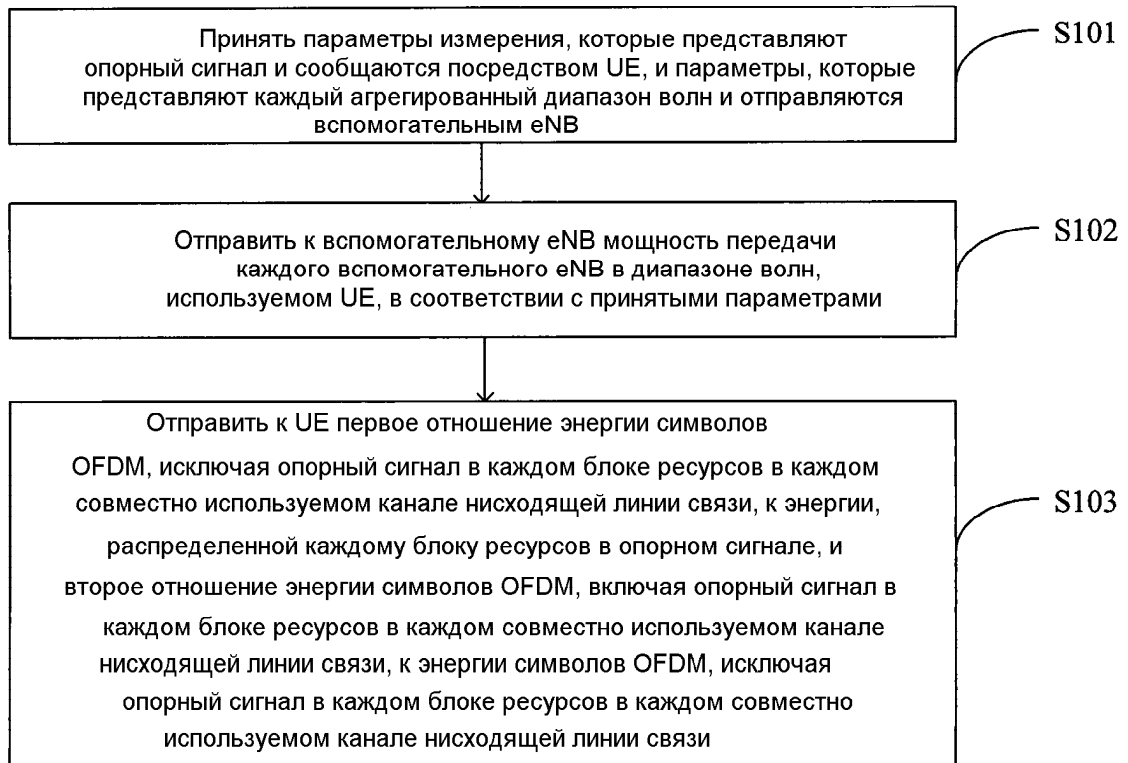 Принять параметры измерения, которые представляют
опорный сигнал и сообщаются посредством UE, и параметры, которые
представляют каждый агрегированный диапазон волн и отправляются
вспомогательным eNB
S101
Отправить к вспомогательному eNB мощность передачи
каждого вспомогательного eNB в диапазоне волн,
используемом UE, в соответствии с принятыми параметрами
S102
Отправить к UE первое отношение энергии символов
OFDM, исключая опорный сигнал в каждом блоке ресурсов в каждом
совместно используемом канале нисходящей линии связи, к энергии,
распределенной каждому блоку ресурсов в опорном сигнале, и
второе отношение энергии символов OFDM, включая опорный сигнал в
каждом блоке ресурсов в каждом совместно используемом канале
нисходящей линии связи, к энергии символов OFDM, исключая
опорный сигнал в каждом блоке ресурсов в каждом совместно
используемом канале нисходящей линии связи
S103